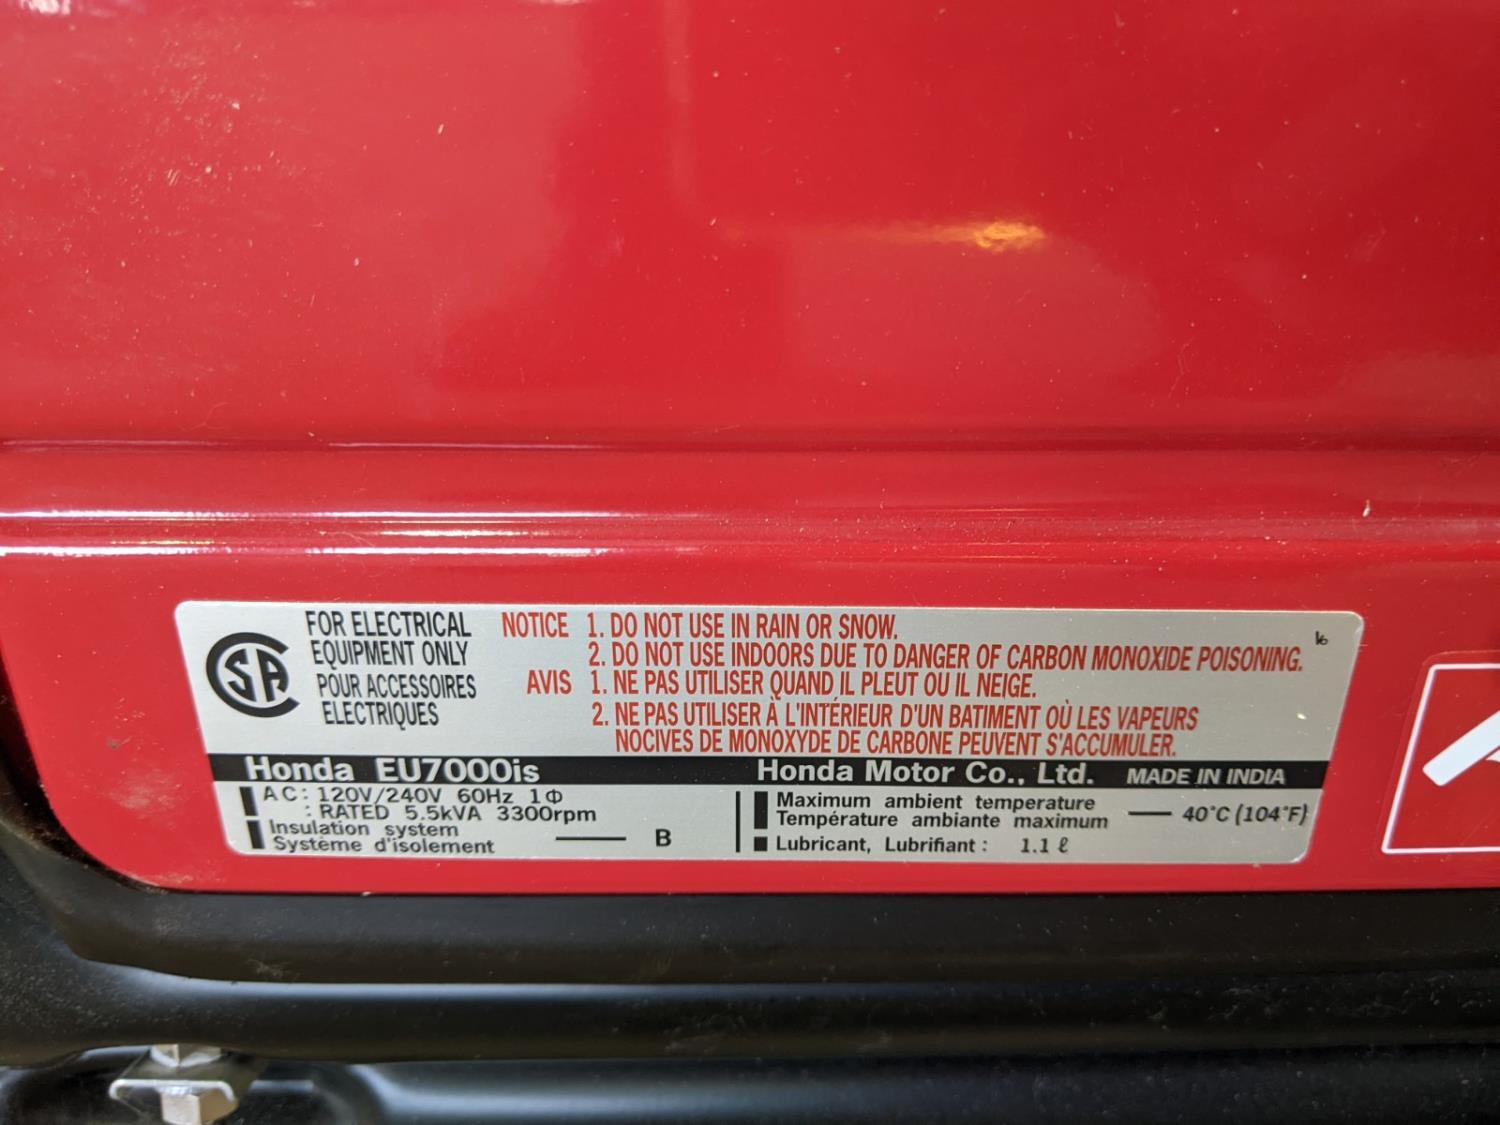 CSA
FOR ELECTRICAL
EQUIPMENT ONLY
POUR ACCESSOIRES
ELECTRIQUES
NOTICE 1. DO NOT USE IN RAIN OR SNOW.
2. DO NOT USE INDOORS DUE TO DANGER OF CARBON MONOXIDE POISONING.
AVIS 1. NE PAS UTILISER QUAND IL PLEUT OU IL NEIGE.
2. NE PAS UTILISER À L'INTÉRIEUR D'UN BATIMENT OÙ LES VAPEURS
NOCIVES DE MONOXYDE DE CARBONE PEUVENT S'ACCUMULER.
Honda EU7000is
Honda Motor Co., Ltd. MADE IN INDIA
AC: 120V/240V 60Hz 1Φ
: RATED 5.5kVA 3300rpm
Insulation system
Système d'isolement — B
Maximum ambient temperature
Température ambiante maximum — 40°C (104°F)
Lubricant, Lubrifiant : 1.1 ℓ